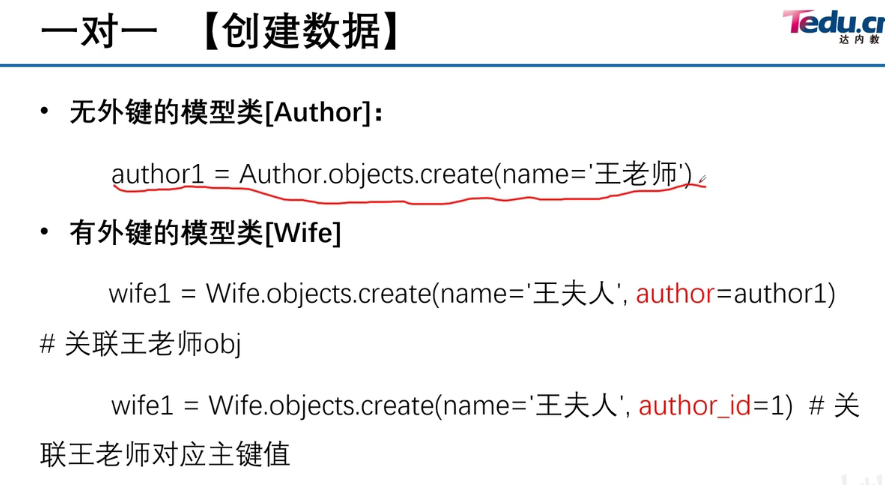 一对一 【创建数据】
Tedu.cn
达内教
• 无外键的模型类[Author]：
author1 = Author.objects.create(name='王老师')
• 有外键的模型类[Wife]
wife1 = Wife.objects.create(name='王夫人', author=author1)
# 关联王老师obj
wife1 = Wife.objects.create(name='王夫人', author_id=1) # 关
联王老师对应主键值